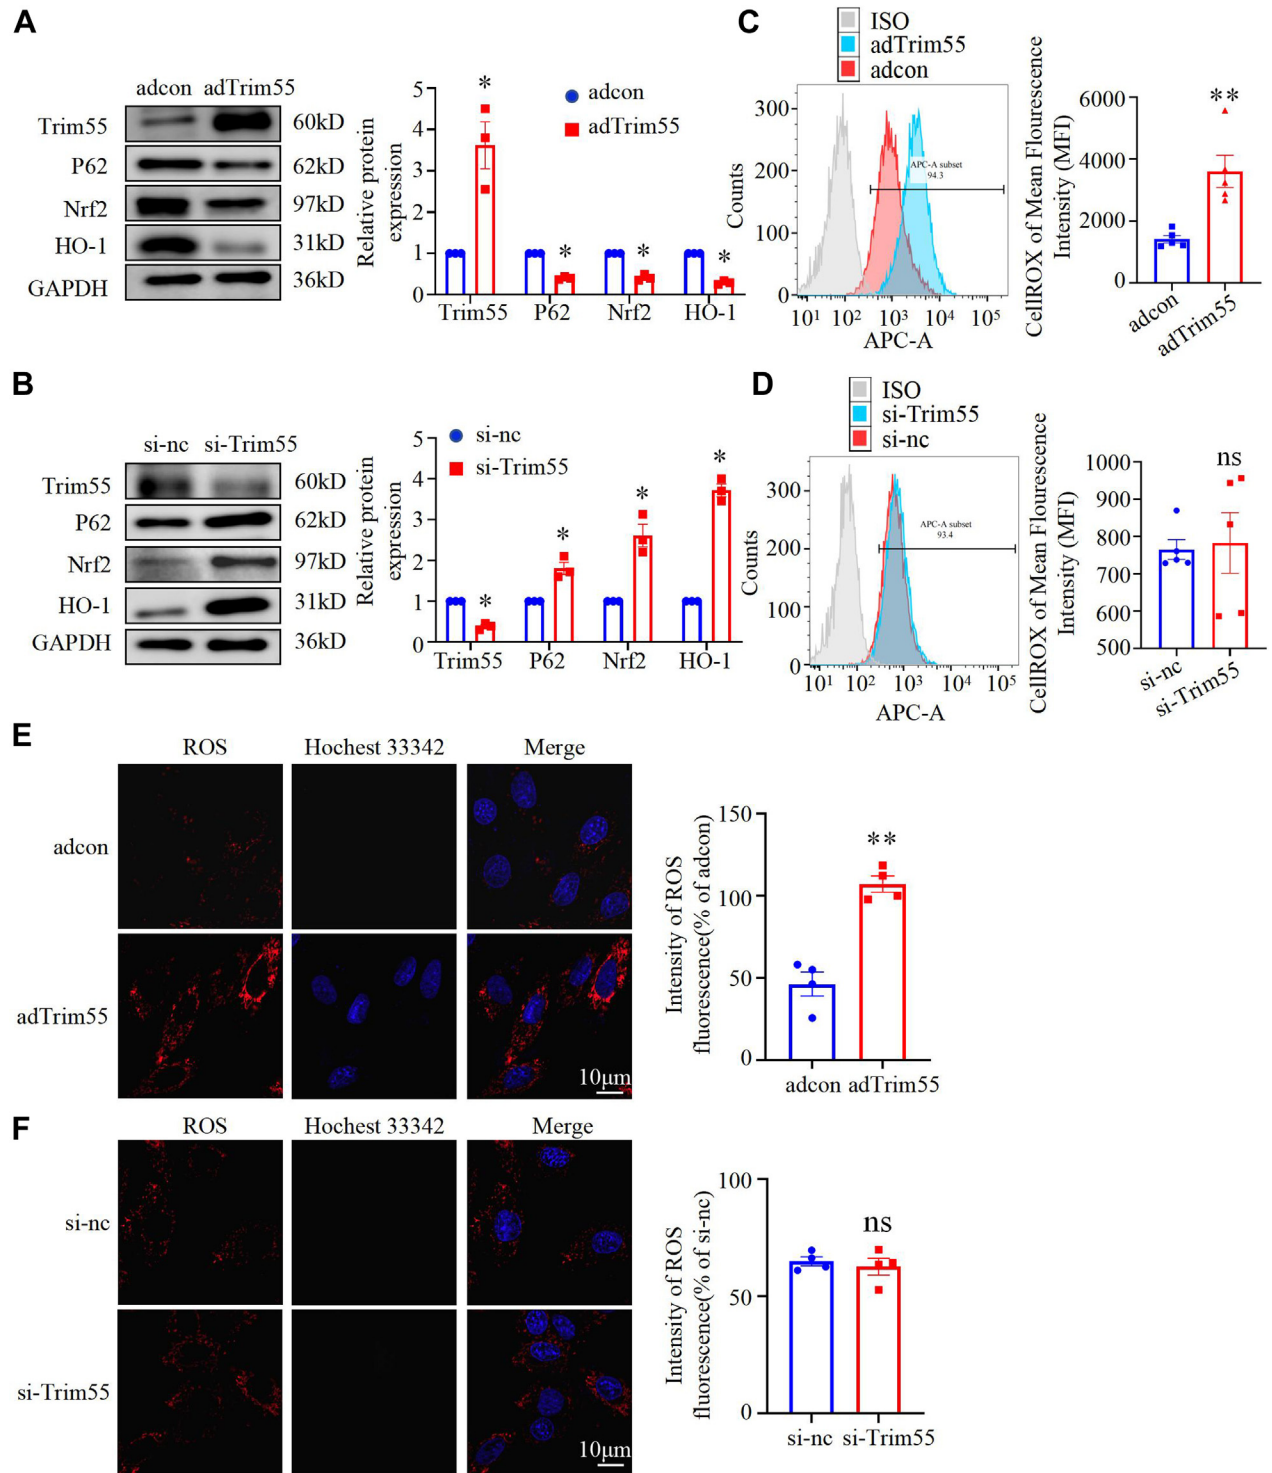 A
adcon adTrim55
Trim55 60kD
P62 62kD
Nrf2 97kD
HO-1 31kD
GAPDH 36kD
Relative protein
expression
5
4
3
2
1
0
adcon
adTrim55
*
*
*
*
Trim55 P62 Nrf2 HO-1
C
ISO
adTrim55
adcon
Counts
300
200
100
0
APC-A subset
94.3
10¹ 10² 10³ 10⁴ 10⁵
APC-A
CellROX of Mean Flourescence
Intensity (MFI)
6000
4000
2000
0
**
adcon
adTrim55
B
si-nc si-Trim55
Trim55 60kD
P62 62kD
Nrf2 97kD
HO-1 31kD
GAPDH 36kD
Relative protein
expression
5
4
3
2
1
0
si-nc
si-Trim55
*
*
*
*
Trim55 P62 Nrf2 HO-1
D
ISO
si-Trim55
si-nc
Counts
300
200
100
0
APC-A subset
93.4
10¹ 10² 10³ 10⁴ 10⁵
APC-A
CellROX of Mean Flourescence
Intensity (MFI)
1000
900
800
700
600
500
ns
si-nc
si-Trim55
E
ROS Hochest 33342 Merge
adcon
adTrim55
10μm
Intensity of ROS
fluorescence(% of adcon)
150
100
50
0
**
adcon adTrim55
F
ROS Hochest 33342 Merge
si-nc
si-Trim55
10μm
Intensity of ROS
fluorescence(% of si-nc)
100
50
0
ns
si-nc si-Trim55